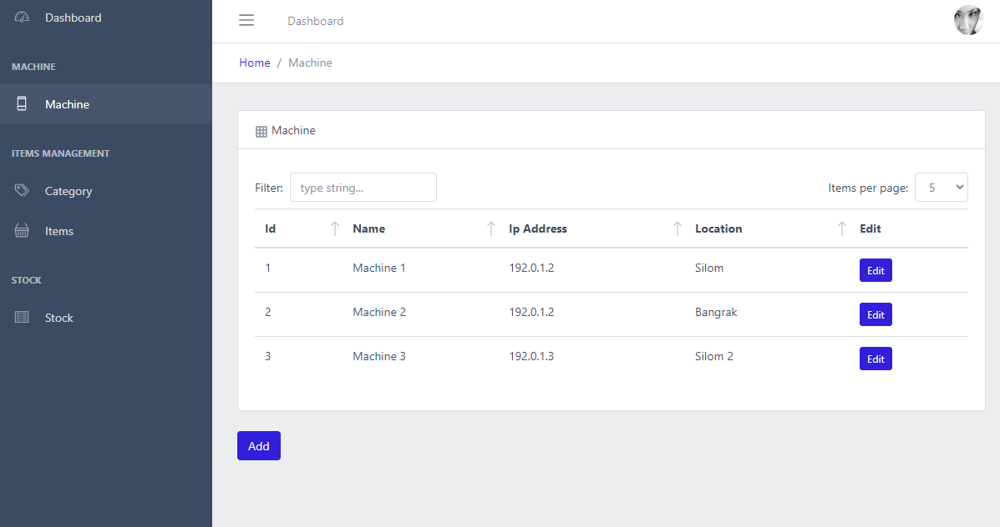 Dashboard
MACHINE
Machine
ITEMS MANAGEMENT
Category
Items
STOCK
Stock
Dashboard
Home / Machine
Machine
Filter: type string... Items per page: 5
Id Name Ip Address Location Edit
1 Machine 1 192.0.1.2 Silom Edit
2 Machine 2 192.0.1.2 Bangrak Edit
3 Machine 3 192.0.1.3 Silom 2 Edit
Add